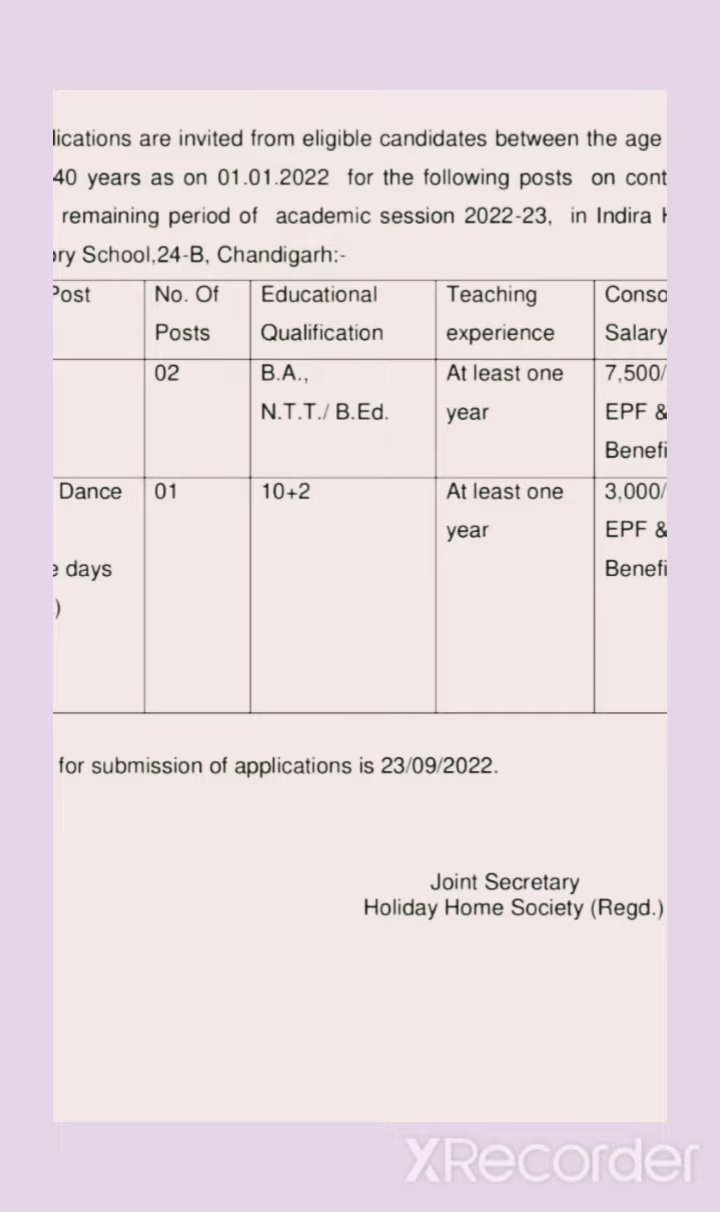 lications are invited from eligible candidates between the age
40 years as on 01.01.2022 for the following posts on cont
remaining period of academic session 2022-23, in Indira H
ory School,24-B, Chandigarh:-
Post No. Of Posts Educational Qualification Teaching experience Conso Salary
02 B.A., N.T.T./ B.Ed. At least one year 7,500/ EPF & Benefi
Dance e days .) 01 10+2 At least one year 3,000/ EPF & Benefi
for submission of applications is 23/09/2022.
Joint Secretary
Holiday Home Society (Regd.)
XRecorder